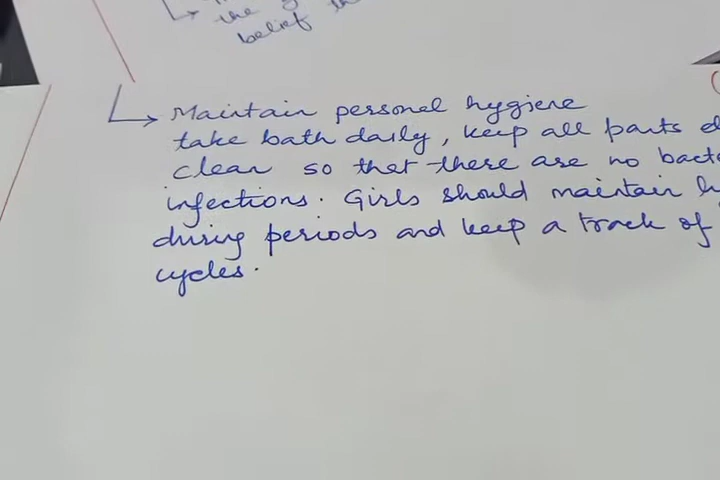 the
belief
Maintain personal hygiene
take bath daily, keep all parts
clean so that there are no
infections. Girls should maintain
during periods and keep a track of
cycles.